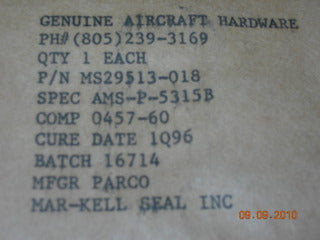 GENUINE AIRCRAFT HARDWARE
PH#(805)239-3169
QTY 1 EACH
P/N MS29513-018
SPEC AMS-P-5315B
COMP 0457-60
CURE DATE 1Q96
BATCH 16714
MFGR PARCO
MAR-KELL SEAL INC
09.09.2010